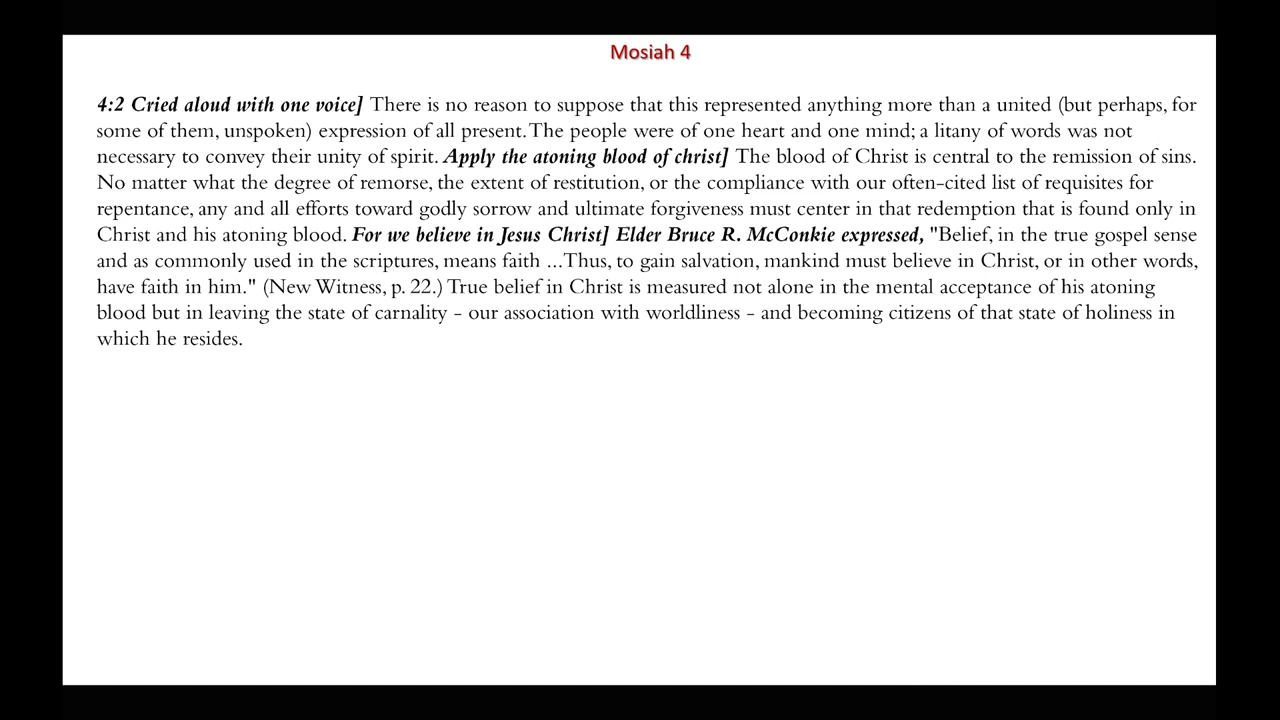 Mosiah 4
4:2 Cried aloud with one voice] There is no reason to suppose that this represented anything more than a united (but perhaps, for
some of them, unspoken) expression of all present. The people were of one heart and one mind; a litany of words was not
necessary to convey their unity of spirit. Apply the atoning blood of christ] The blood of Christ is central to the remission of sins.
No matter what the degree of remorse, the extent of restitution, or the compliance with our often-cited list of requisites for
repentance, any and all efforts toward godly sorrow and ultimate forgiveness must center in that redemption that is found only in
Christ and his atoning blood. For we believe in Jesus Christ] Elder Bruce R. McConkie expressed, "Belief, in the true gospel sense
and as commonly used in the scriptures, means faith ...Thus, to gain salvation, mankind must believe in Christ, or in other words,
have faith in him." (New Witness, p. 22.) True belief in Christ is measured not alone in the mental acceptance of his atoning
blood but in leaving the state of carnality - our association with worldliness - and becoming citizens of that state of holiness in
which he resides.